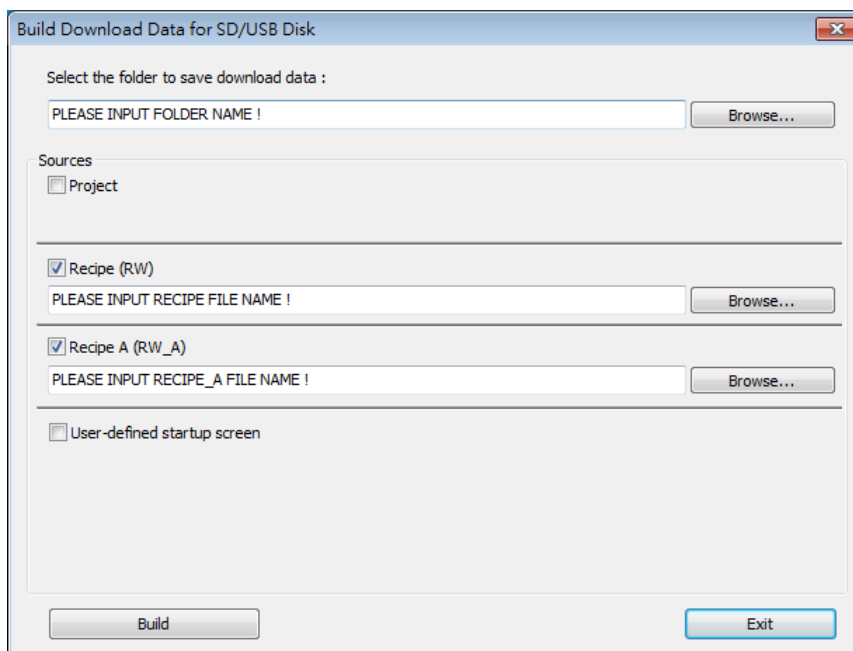 Build Download Data for SD/USB Disk
Select the folder to save download data :
PLEASE INPUT FOLDER NAME !
Browse...
Sources
Project
Recipe (RW)
PLEASE INPUT RECIPE FILE NAME !
Browse...
Recipe A (RW_A)
PLEASE INPUT RECIPE_A FILE NAME !
Browse...
User-defined startup screen
Build
Exit